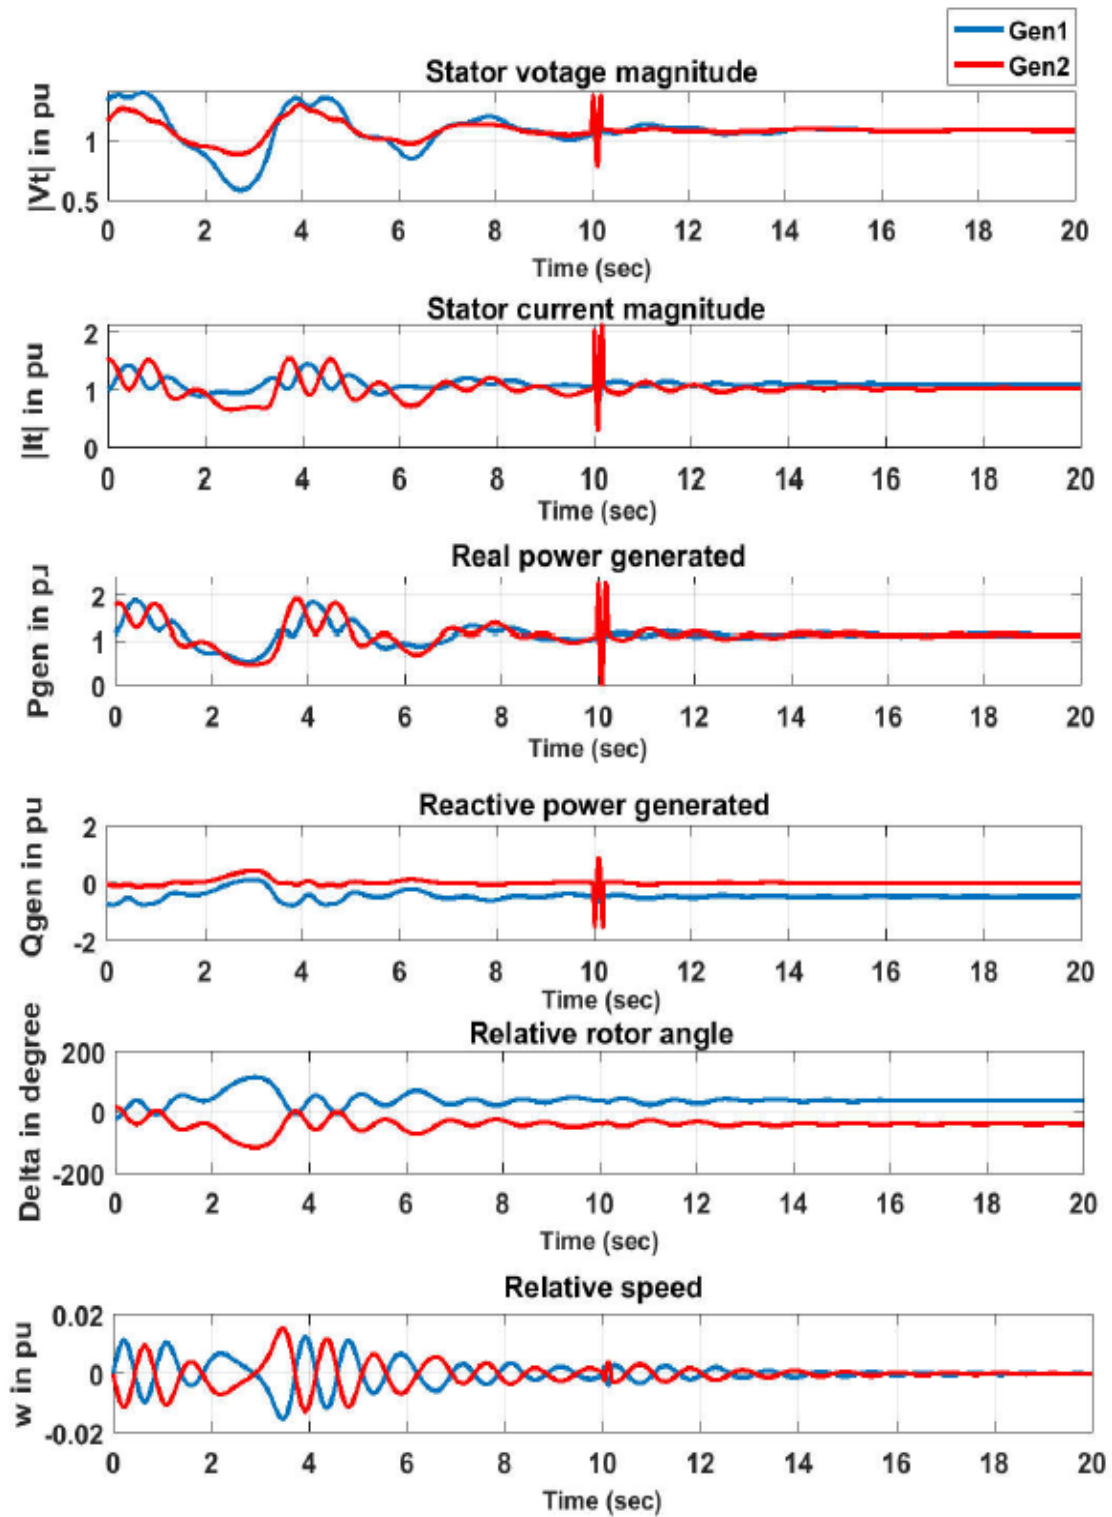 Gen1
Gen2
Stator votage magnitude
|Vt| in pu
1
0.5
0 2 4 6 8 10 12 14 16 18 20
Time (sec)
Stator current magnitude
|It| in pu
2
1
0
0 2 4 6 8 10 12 14 16 18 20
Time (sec)
Real power generated
Pgen in pu
2
1
0
0 2 4 6 8 10 12 14 16 18 20
Time (sec)
Reactive power generated
Qgen in pu
2
0
-2
0 2 4 6 8 10 12 14 16 18 20
Time (sec)
Relative rotor angle
Delta in degree
200
0
-200
0 2 4 6 8 10 12 14 16 18 20
Time (sec)
Relative speed
w in pu
0.02
0
-0.02
0 2 4 6 8 10 12 14 16 18 20
Time (sec)